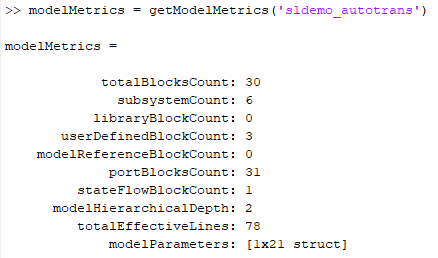 >> modelMetrics = getModelMetrics('sldemo_autotrans')
modelMetrics =
totalBlocksCount: 30
subsystemCount: 6
libraryBlockCount: 0
userDefinedBlockCount: 3
modelReferenceBlockCount: 0
portBlocksCount: 31
stateFlowBlockCount: 1
modelHierarchicalDepth: 2
totalEffectiveLines: 78
modelParameters: [1x21 struct]